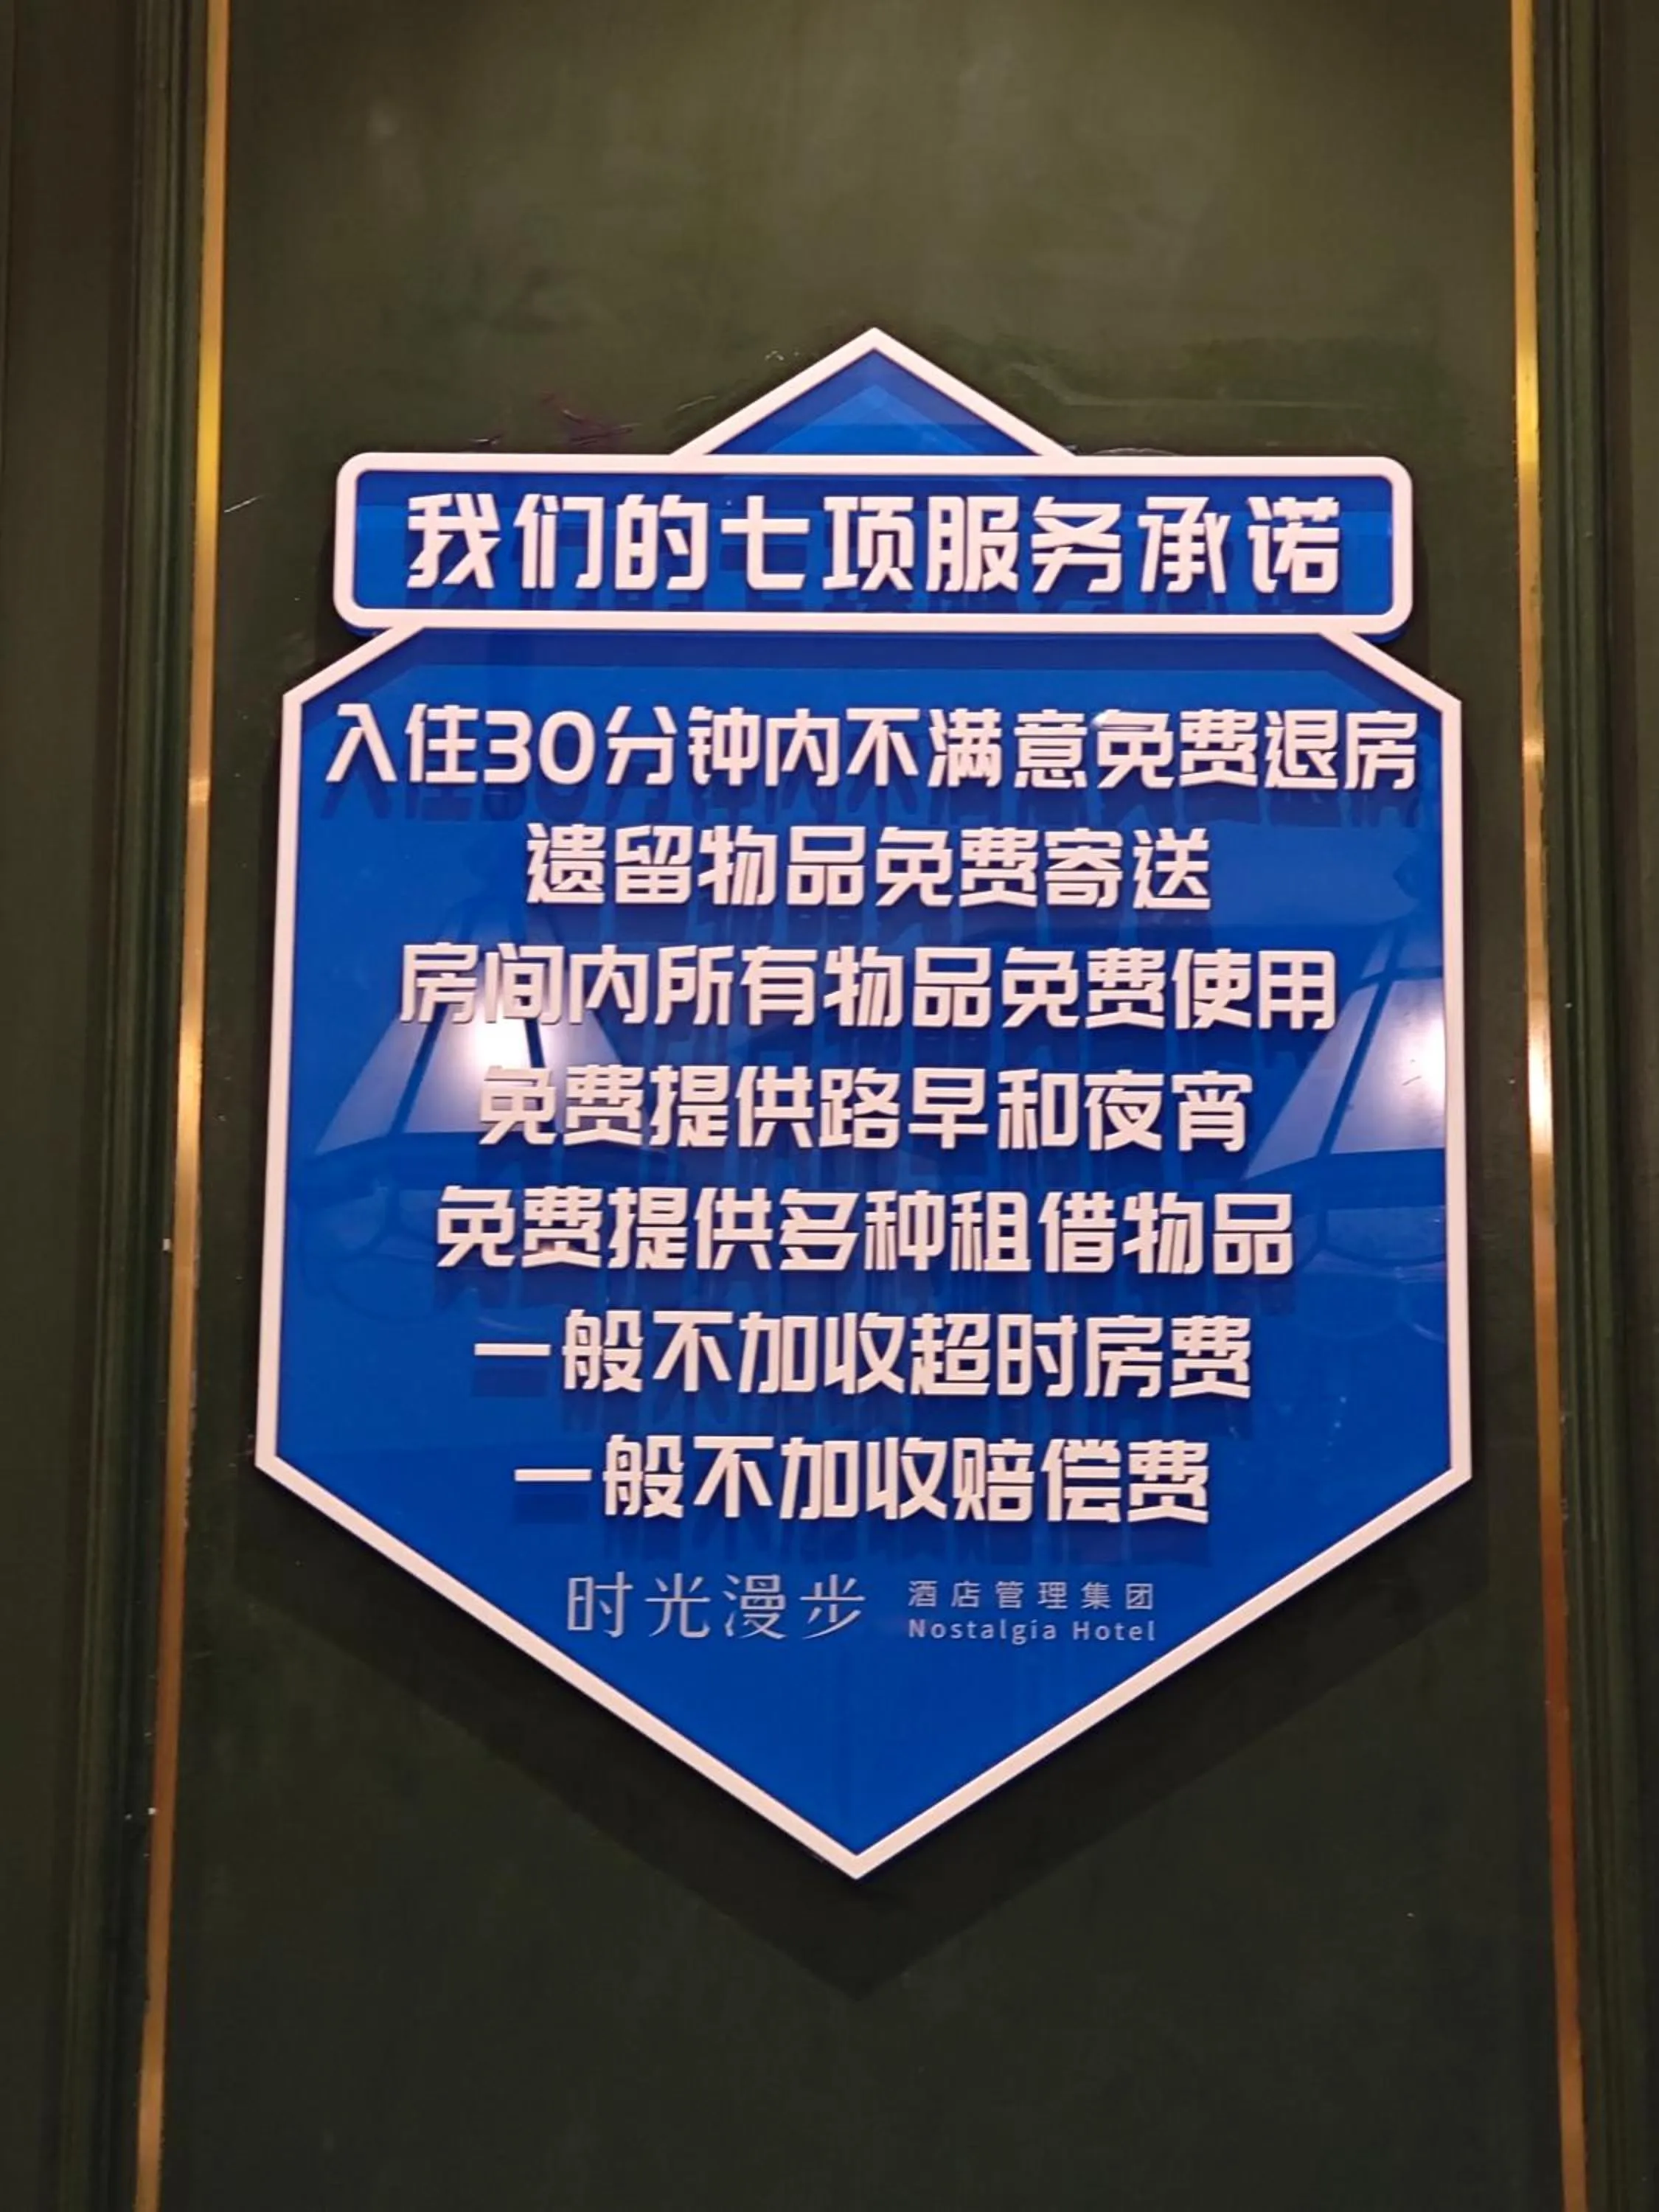 我们的七项服务承诺
入住30分钟内不满意免费退房
遗留物品免费寄送
房间内所有物品免费使用
免费提供路早和夜宵
免费提供多种租借物品
一般不加收超时房费
一般不加收赔偿费
时光漫步 酒店管理集团
Nostalgia Hotel